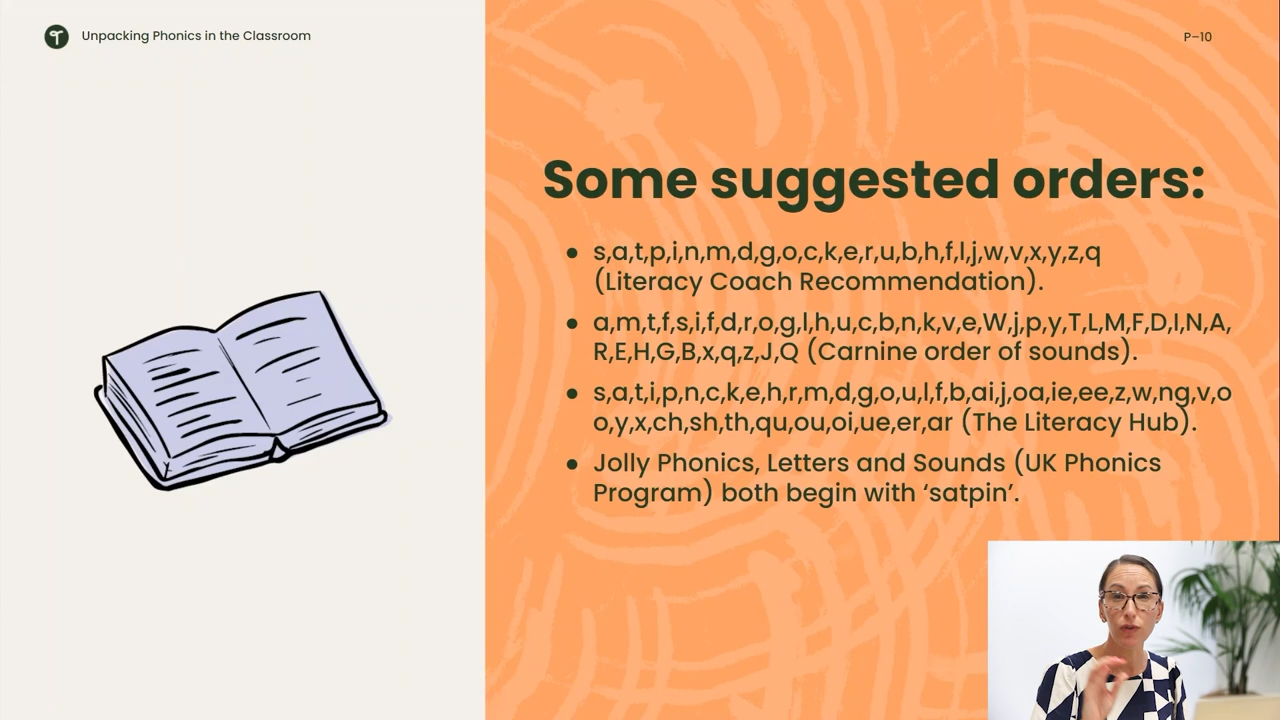 Unpacking Phonics in the Classroom
P–10
Some suggested orders:
• s,a,t,p,i,n,m,d,g,o,c,k,e,r,u,b,h,f,l,j,w,v,x,y,z,q
(Literacy Coach Recommendation).
• a,m,t,f,s,i,f,d,r,o,g,l,h,u,c,b,n,k,v,e,W,j,p,y,T,L,M,F,D,I,N,A,
R,E,H,G,B,x,q,z,J,Q (Carnine order of sounds).
• s,a,t,i,p,n,c,k,e,h,r,m,d,g,o,u,l,f,b,ai,j,oa,ie,ee,z,w,ng,v,o
o,y,x,ch,sh,th,qu,ou,oi,ue,er,ar (The Literacy Hub).
• Jolly Phonics, Letters and Sounds (UK Phonics
Program) both begin with ‘satpin’.